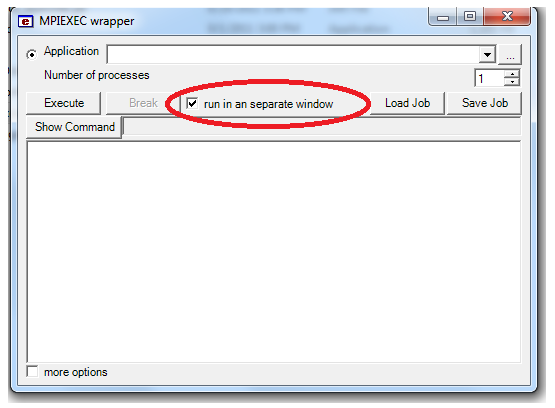 MPIEXEC wrapper
Application
...
Number of processes
1
Execute Break run in an separate window Load Job Save Job
Show Command
more options